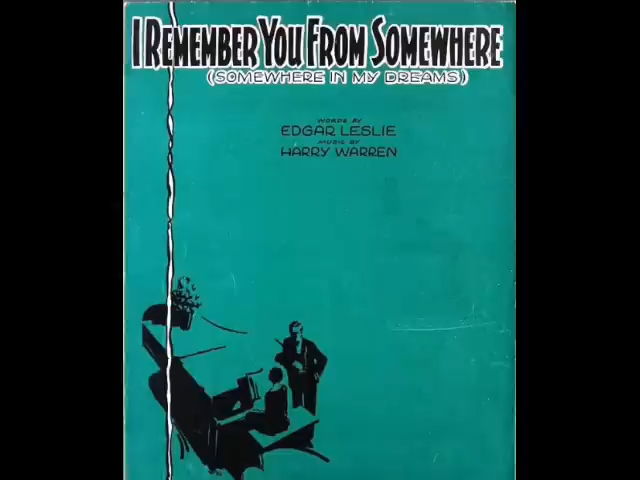 I REMEMBER YOU FROM SOMEWHERE
(SOMEWHERE IN MY DREAMS)
WORDS BY
EDGAR LESLIE
MUSIC BY
HARRY WARREN